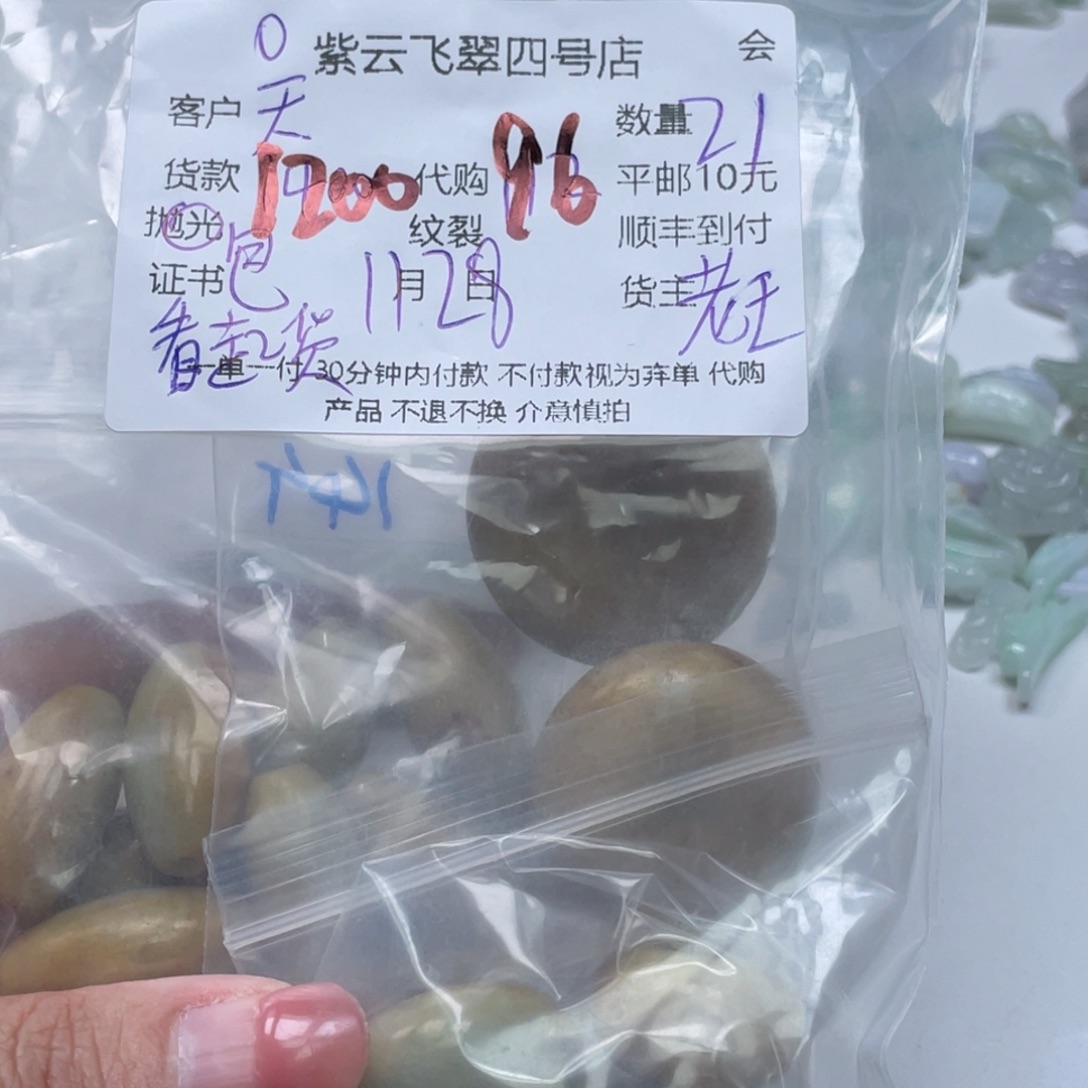 0 紫云飞翠四号店 会
客户 天 数量 21
货款 1200 代购 96 平邮10元
抛光 纹裂 顺丰到付
证书 包 11月28日 货主 老王
看起货
一单一付 30分钟内付款 不付款视为弃单 代购
产品 不退不换 介意慎拍